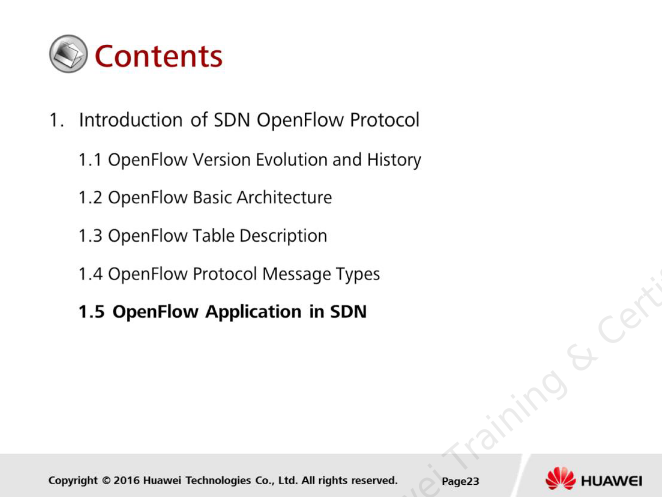 Contents
1. Introduction of SDN OpenFlow Protocol
1.1 OpenFlow Version Evolution and History
1.2 OpenFlow Basic Architecture
1.3 OpenFlow Table Description
1.4 OpenFlow Protocol Message Types
1.5 OpenFlow Application in SDN
Training &
Copyright © 2016 Huawei Technologies Co., Ltd. All rights reserved.
Page23
HUAWEI